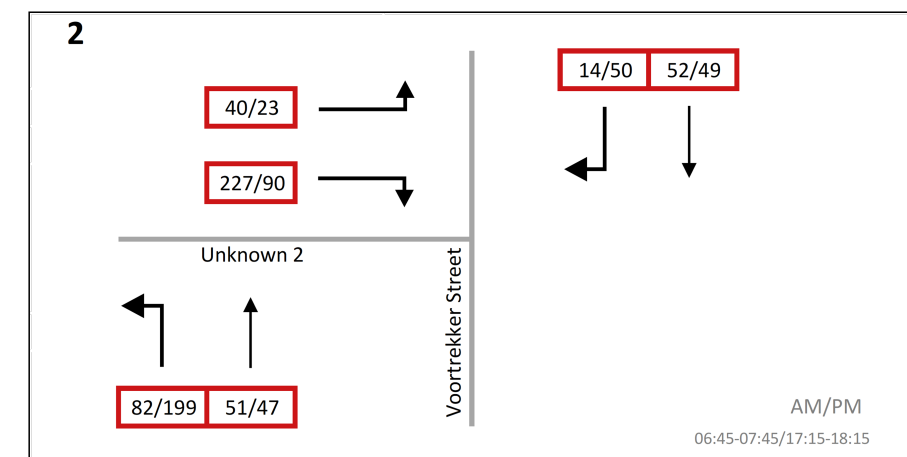 2
14/50 52/49
40/23
227/90
Unknown 2
Voortrekker Street
82/199 51/47
AM/PM
06:45-07:45/17:15-18:15